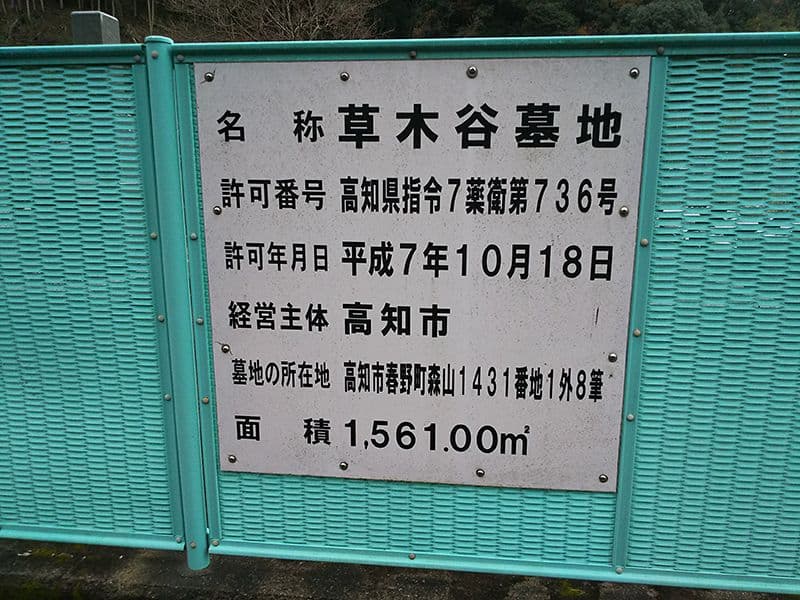 名 称 草木谷墓地
許可番号 高知県指令7薬衛第736号
許可年月日 平成7年10月18日
経営主体 高知市
墓地の所在地 高知市春野町森山1431番地1外8筆
面 積 1,561.00㎡